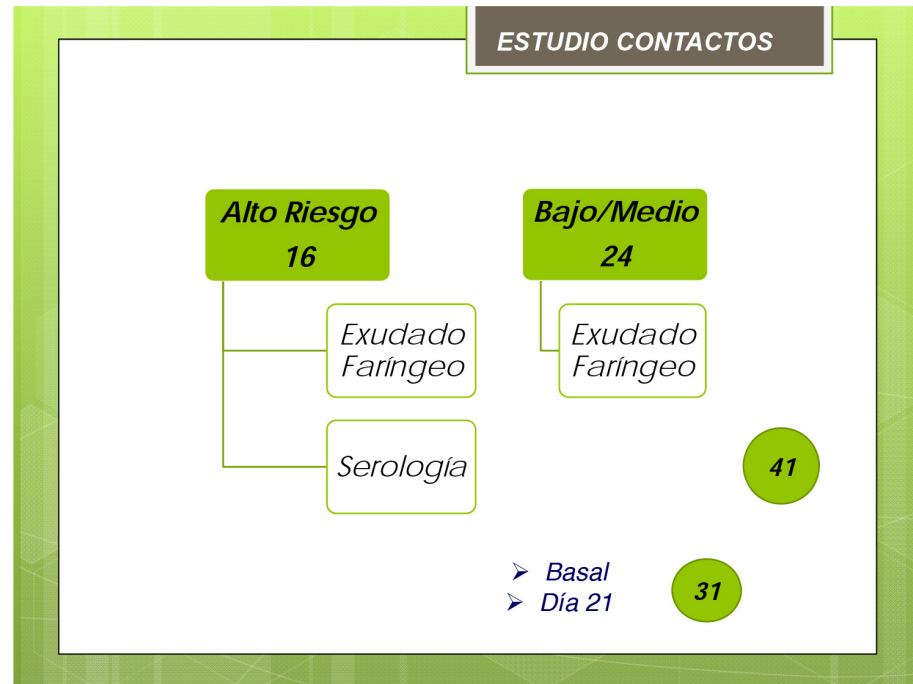 ESTUDIO CONTACTOS
Alto Riesgo
16
Exudado
Faríngeo
Serología
Bajo/Medio
24
Exudado
Faríngeo
41
➢ Basal
➢ Día 21
31